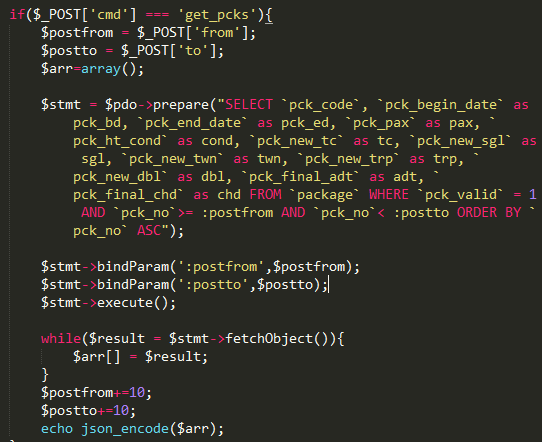 if($_POST['cmd'] === 'get_pcks'){
$postfrom = $_POST['from'];
$postto = $_POST['to'];
$arr=array();
$stmt = $pdo->prepare("SELECT `pck_code`, `pck_begin_date` as
pck_bd, `pck_end_date` as pck_ed, `pck_pax` as pax, `
pck_ht_cond` as cond, `pck_new_tc` as tc, `pck_new_sgl` as
sgl, `pck_new_twn` as twn, `pck_new_trp` as trp, `
pck_new_dbl` as dbl, `pck_final_adt` as adt, `
pck_final_chd` as chd FROM `package` WHERE `pck_valid` = 1
AND `pck_no`>= :postfrom AND `pck_no`< :postto ORDER BY `
pck_no` ASC");
$stmt->bindParam(':postfrom',$postfrom);
$stmt->bindParam(':postto',$postto);
$stmt->execute();
while($result = $stmt->fetchObject()){
$arr[] = $result;
}
$postfrom+=10;
$postto+=10;
echo json_encode($arr);